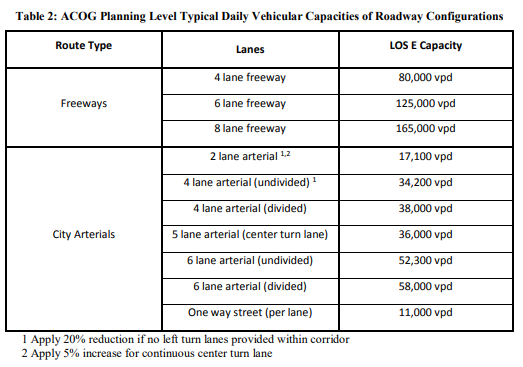 Table 2: ACOG Planning Level Typical Daily Vehicular Capacities of Roadway Configurations
Route Type Lanes LOS E Capacity
Freeways
4 lane freeway 80,000 vpd
6 lane freeway 125,000 vpd
8 lane freeway 165,000 vpd
City Arterials
2 lane arterial 1,2 17,100 vpd
4 lane arterial (undivided) 1 34,200 vpd
4 lane arterial (divided) 38,000 vpd
5 lane arterial (center turn lane) 36,000 vpd
6 lane arterial (undivided) 52,300 vpd
6 lane arterial (divided) 58,000 vpd
One way street (per lane) 11,000 vpd
1 Apply 20% reduction if no left turn lanes provided within corridor
2 Apply 5% increase for continuous center turn lane